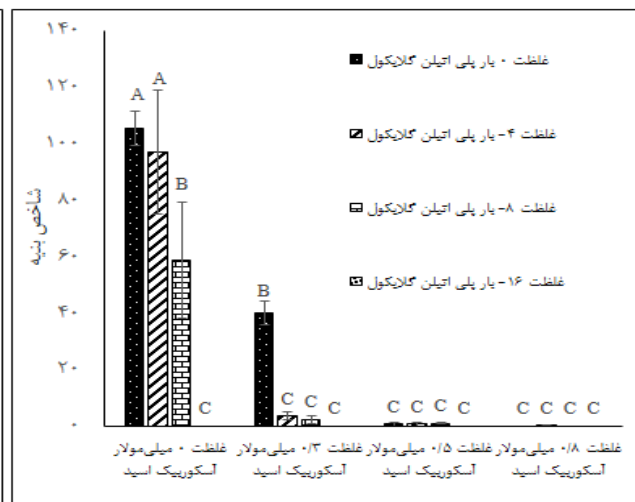 شاخص بنیه
۱۴۰
۱۲۰
۱۰۰
۸۰
۶۰
۴۰
۲۰
۰
A
A
B
C
B
C C C
C C C C
C C C C
غلظت ۰ بار پلی اتیلن گلایکول
غلظت ۴- بار پلی اتیلن گلایکول
غلظت ۸- بار پلی اتیلن گلایکول
غلظت ۱۶- بار پلی اتیلن گلایکول
غلظت ۰ میلی‌مولار
آسکوربیک اسید
غلظت ۰/۳ میلی‌مولار
آسکوربیک اسید
غلظت ۰/۵ میلی‌مولار
آسکوربیک اسید
غلظت ۰/۸ میلی‌مولار
آسکوربیک اسید